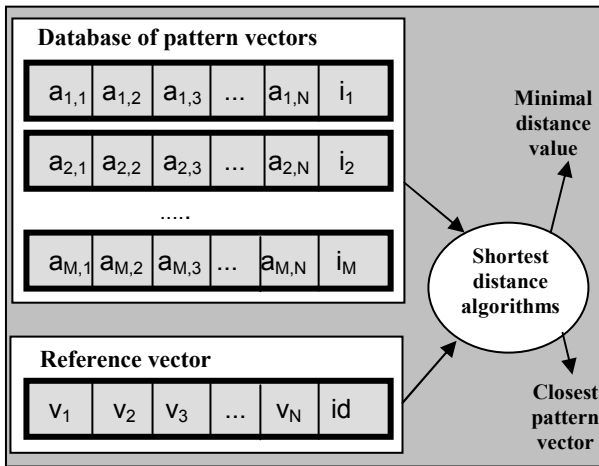 Database of pattern vectors
a1,1 a1,2 a1,3 ... a1,N i1
a2,1 a2,2 a2,3 ... a2,N i2
.....
aM,1 aM,2 aM,3 ... aM,N iM
Reference vector
v1 v2 v3 ... vN id
Shortest
distance
algorithms
Minimal
distance
value
Closest
pattern
vector